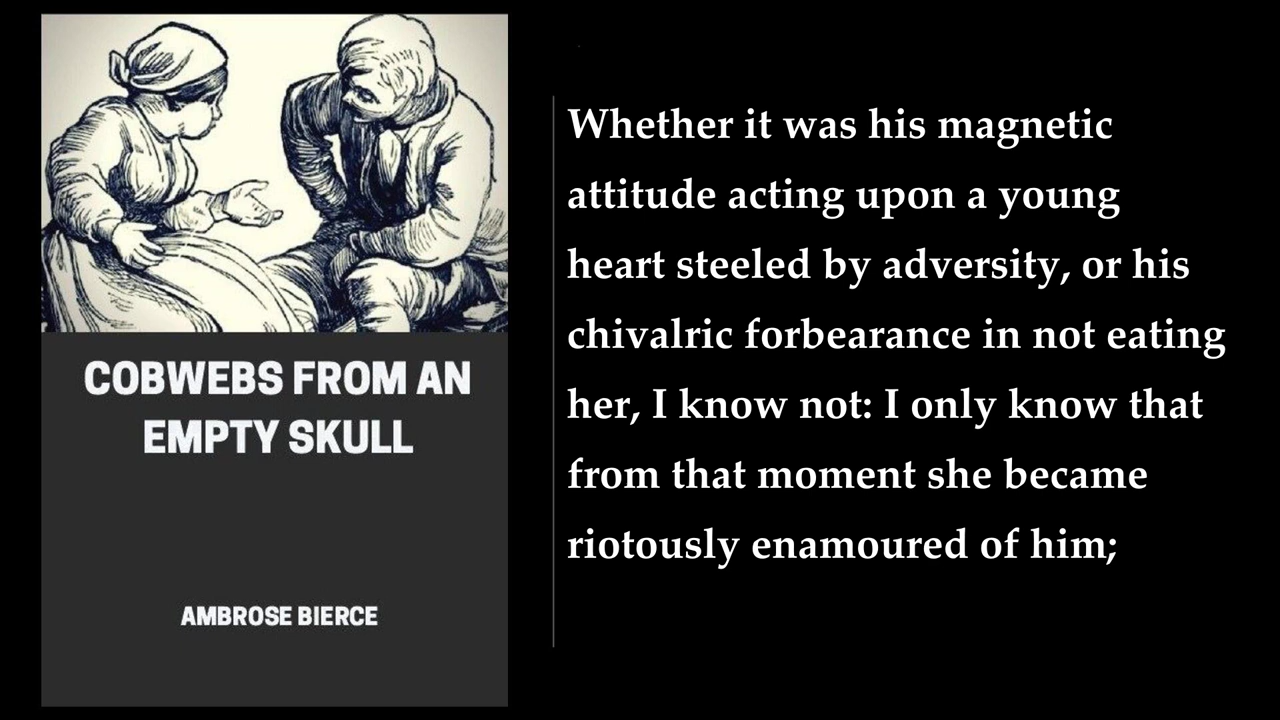 COBWEBS FROM AN
EMPTY SKULL
AMBROSE BIERCE
Whether it was his magnetic
attitude acting upon a young
heart steeled by adversity, or his
chivalric forbearance in not eating
her, I know not: I only know that
from that moment she became
riotously enamoured of him;